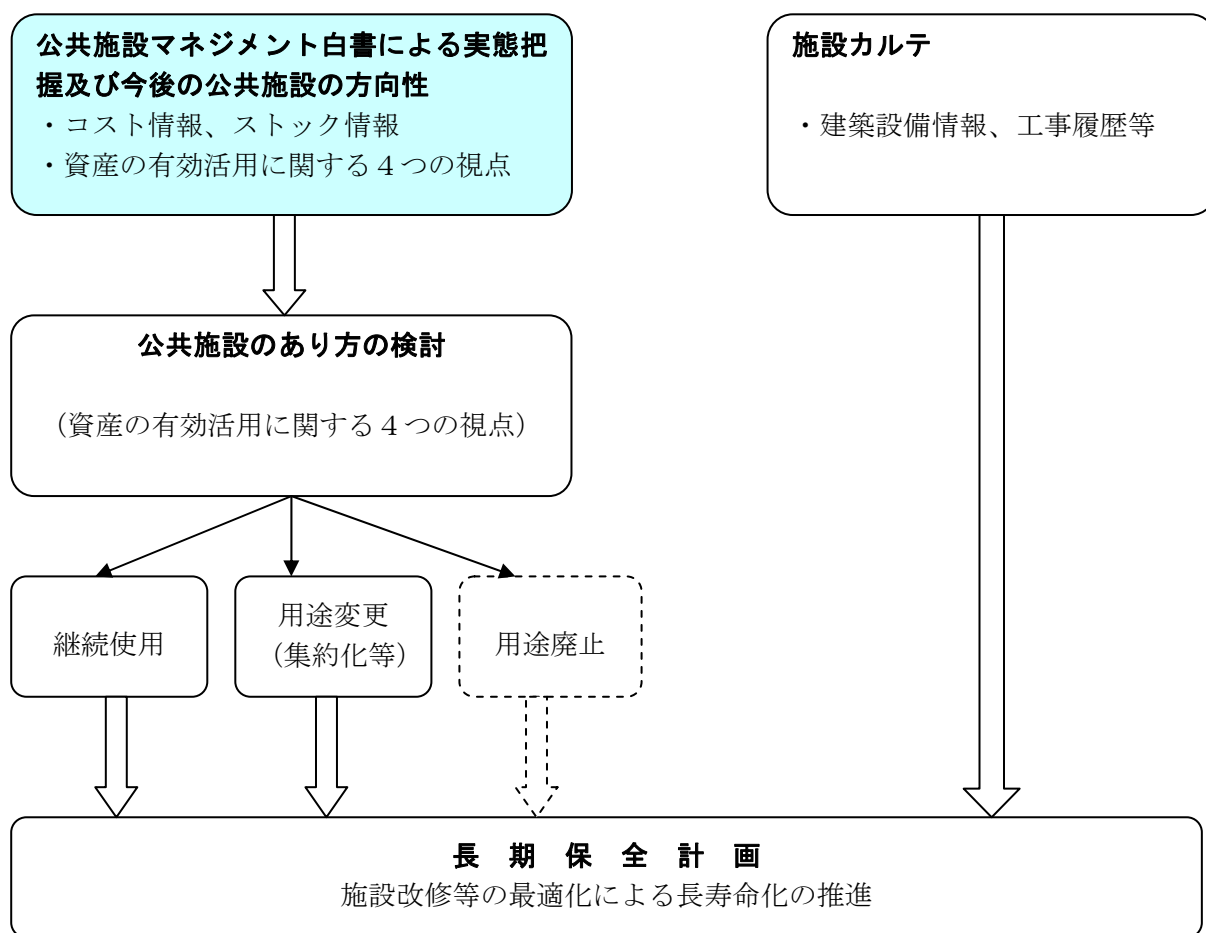 公共施設マネジメント白書による実態把
握及び今後の公共施設の方向性
・コスト情報、ストック情報
・資産の有効活用に関する４つの視点
施設カルテ
・建築設備情報、工事履歴等
公共施設のあり方の検討
（資産の有効活用に関する４つの視点）
継続使用
用途変更
（集約化等）
用途廃止
長　期　保　全　計　画
施設改修等の最適化による長寿命化の推進